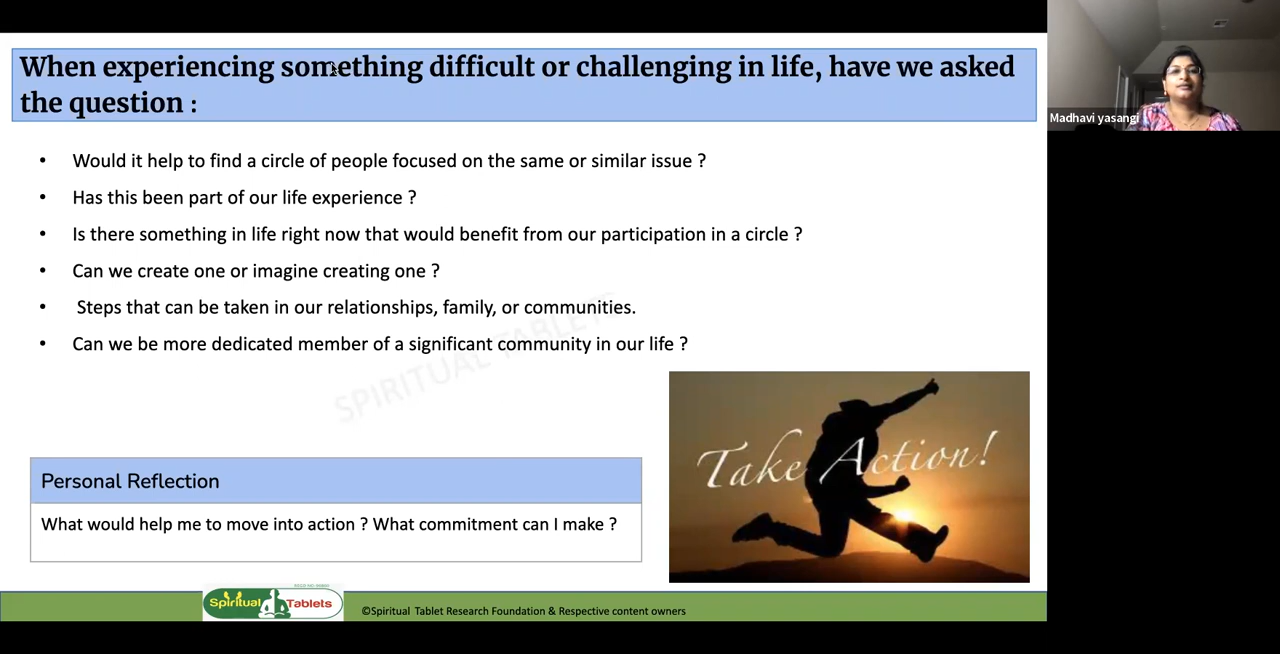 When experiencing something difficult or challenging in life, have we asked
the question :
Madhavi yasangi
• Would it help to find a circle of people focused on the same or similar issue ?
• Has this been part of our life experience ?
• Is there something in life right now that would benefit from our participation in a circle ?
• Can we create one or imagine creating one ?
• Steps that can be taken in our relationships, family, or communities.
• Can we be more dedicated member of a significant community in our life ?
SPIRITUAL TABLETS
Take Action!
Personal Reflection
What would help me to move into action ? What commitment can I make ?
Spiritual Tablets
©Spiritual Tablet Research Foundation & Respective content owners